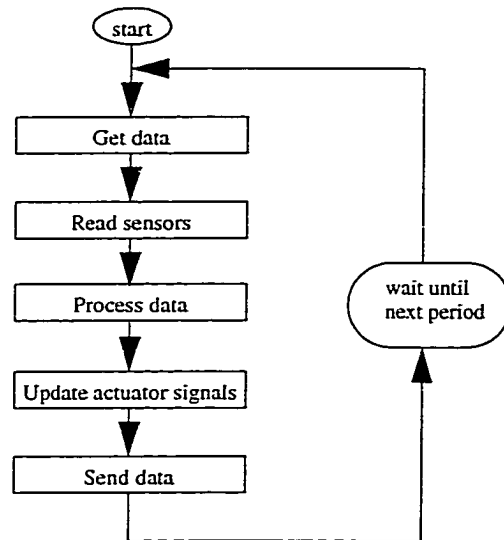 start
Get data
Read sensors
Process data
Update actuator signals
Send data
wait until
next period